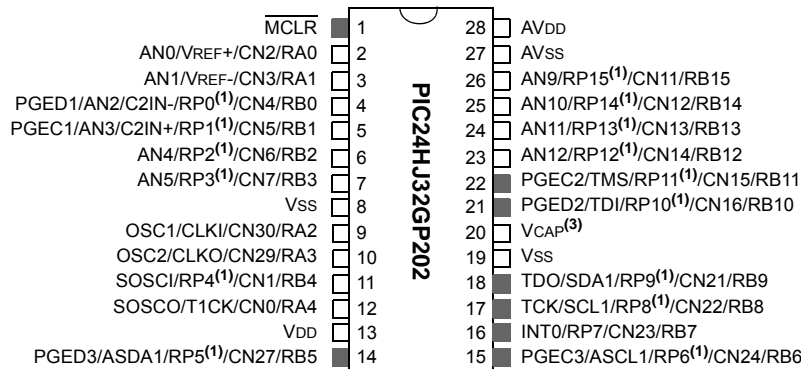 MCLR 1 28 AVDD
AN0/VREF+/CN2/RA0 2 27 AVSS
AN1/VREF-/CN3/RA1 3 26 AN9/RP15(1)/CN11/RB15
PGED1/AN2/C2IN-/RP0(1)/CN4/RB0 4 25 AN10/RP14(1)/CN12/RB14
PGEC1/AN3/C2IN+/RP1(1)/CN5/RB1 5 24 AN11/RP13(1)/CN13/RB13
AN4/RP2(1)/CN6/RB2 6 23 AN12/RP12(1)/CN14/RB12
AN5/RP3(1)/CN7/RB3 7 22 PGEC2/TMS/RP11(1)/CN15/RB11
VSS 8 21 PGED2/TDI/RP10(1)/CN16/RB10
OSC1/CLKI/CN30/RA2 9 20 VCAP(3)
OSC2/CLKO/CN29/RA3 10 19 VSS
SOSCI/RP4(1)/CN1/RB4 11 18 TDO/SDA1/RP9(1)/CN21/RB9
SOSCO/T1CK/CN0/RA4 12 17 TCK/SCL1/RP8(1)/CN22/RB8
VDD 13 16 INT0/RP7/CN23/RB7
PGED3/ASDA1/RP5(1)/CN27/RB5 14 15 PGEC3/ASCL1/RP6(1)/CN24/RB6
PIC24HJ32GP202